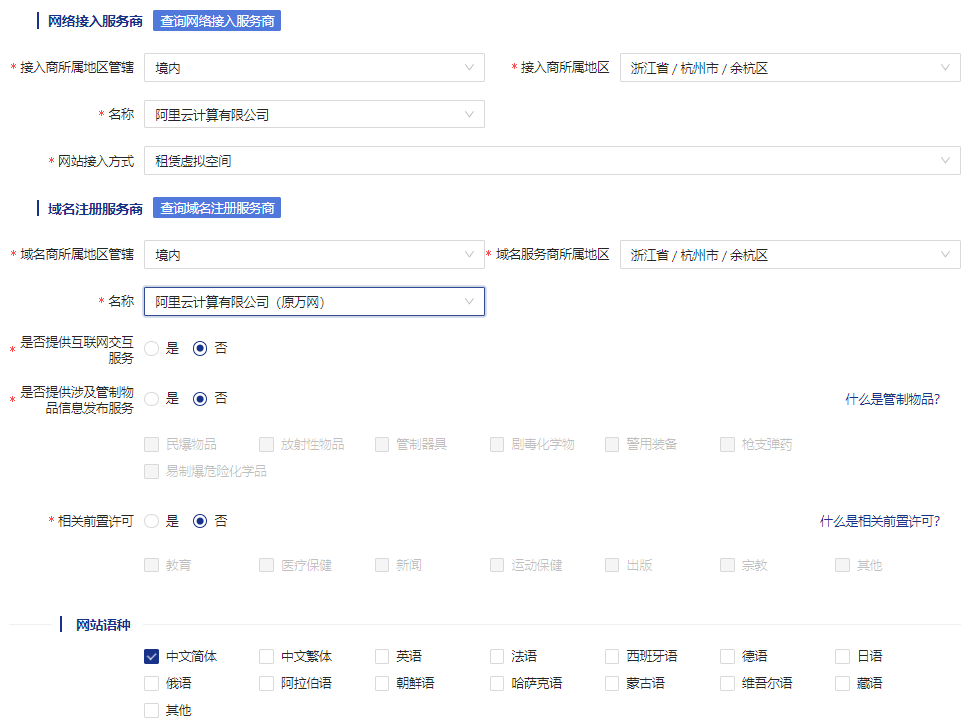 网络接入服务商 查询网络接入服务商
* 接入商所属地区管辖 境内 * 接入商所属地区 浙江省 / 杭州市 / 余杭区
* 名称 阿里云计算有限公司
* 网站接入方式 租赁虚拟空间
域名注册服务商 查询域名注册服务商
* 域名商所属地区管辖 境内 * 域名服务商所属地区 浙江省 / 杭州市 / 余杭区
* 名称 阿里云计算有限公司（原万网）
* 是否提供互联网交互
服务 是 否
* 是否提供涉及管制物
品信息发布服务 是 否 什么是管制物品?
民爆物品 放射性物品 管制器具 剧毒化学物 警用装备 枪支弹药
易制爆危险化学品
* 相关前置许可 是 否 什么是相关前置许可?
教育 医疗保健 新闻 运动保健 出版 宗教 其他
网站语种
中文简体 中文繁体 英语 法语 西班牙语 德语 日语
俄语 阿拉伯语 朝鲜语 哈萨克语 蒙古语 维吾尔语 藏语
其他